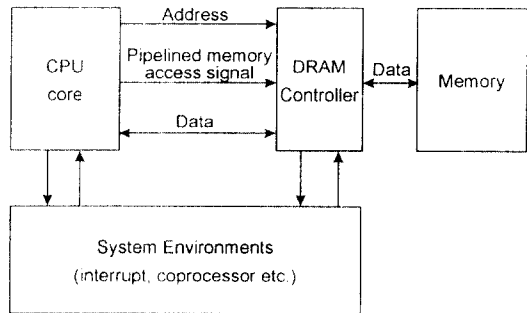 Address
CPU
core
Pipelined memory
access signal
DRAM
Controller
Data
Memory
Data
System Environments
(interrupt, coprocessor etc.)